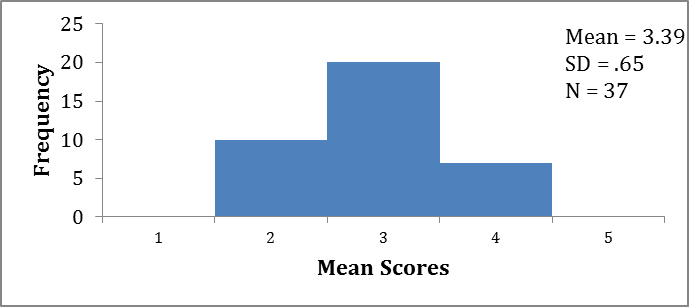 25
20
15
10
5
0
Frequency
Mean = 3.39
SD = .65
N = 37
1 2 3 4 5
Mean Scores